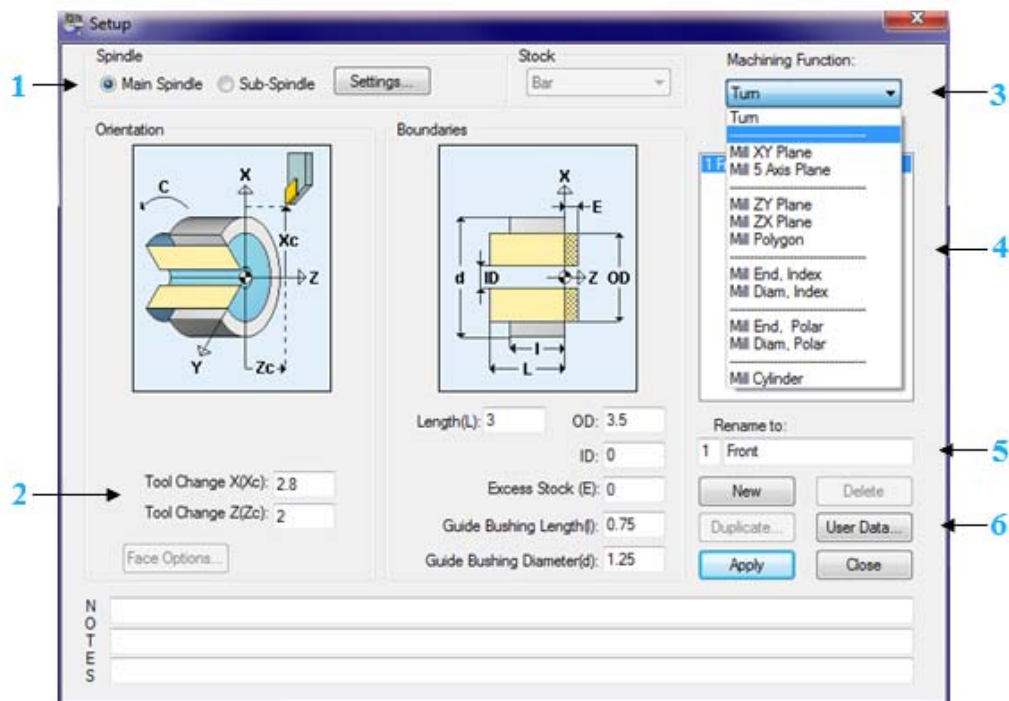 Setup
x
Spindle
Main Spindle
Sub-Spindle
Settings...
Stock
Bar
Machining Function:
1
3
Turn
Turn
Mill XY Plane
1 F
Mill 5 Axis Plane
Mill ZY Plane
Mill ZX Plane
Mill Polygon
4
Mill End, Index
Mill Diam, Index
Mill End, Polar
Mill Diam, Polar
Mill Cylinder
Orientation
C
X
Xc
Z
Y
Zc
Boundaries
X
E
d
ID
Z
OD
l
L
Length(L): 3
OD: 3.5
ID: 0
Excess Stock (E): 0
Guide Bushing Length(l): 0.75
Guide Bushing Diameter(d): 1.25
2
Tool Change X(Xc): 2.8
Tool Change Z(Zc): 2
Face Options...
Rename to:
1 Front
5
New
Delete
Duplicate...
User Data...
6
Apply
Close
NOTES